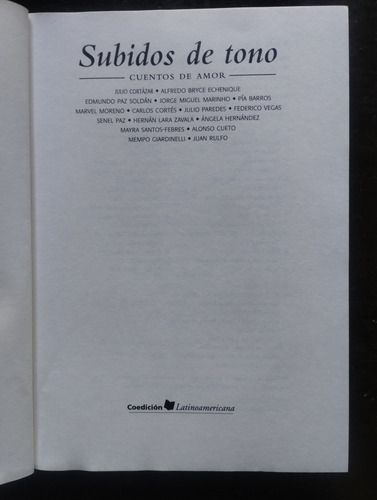 Subidos de tono
CUENTOS DE AMOR
JULIO CORTÁZAR • ALFREDO BRYCE ECHENIQUE
EDMUNDO PAZ SOLDÁN • JORGE MIGUEL MARINHO • PÍA BARROS
MARVEL MORENO • CARLOS CORTÉS • JULIO PAREDES • FEDERICO VEGAS
SENEL PAZ • HERNÁN LARA ZAVALA • ÁNGELA HERNÁNDEZ
MAYRA SANTOS-FEBRES • ALONSO CUETO
MEMPO GIARDINELLI • JUAN RULFO
Coedición Latinoamericana